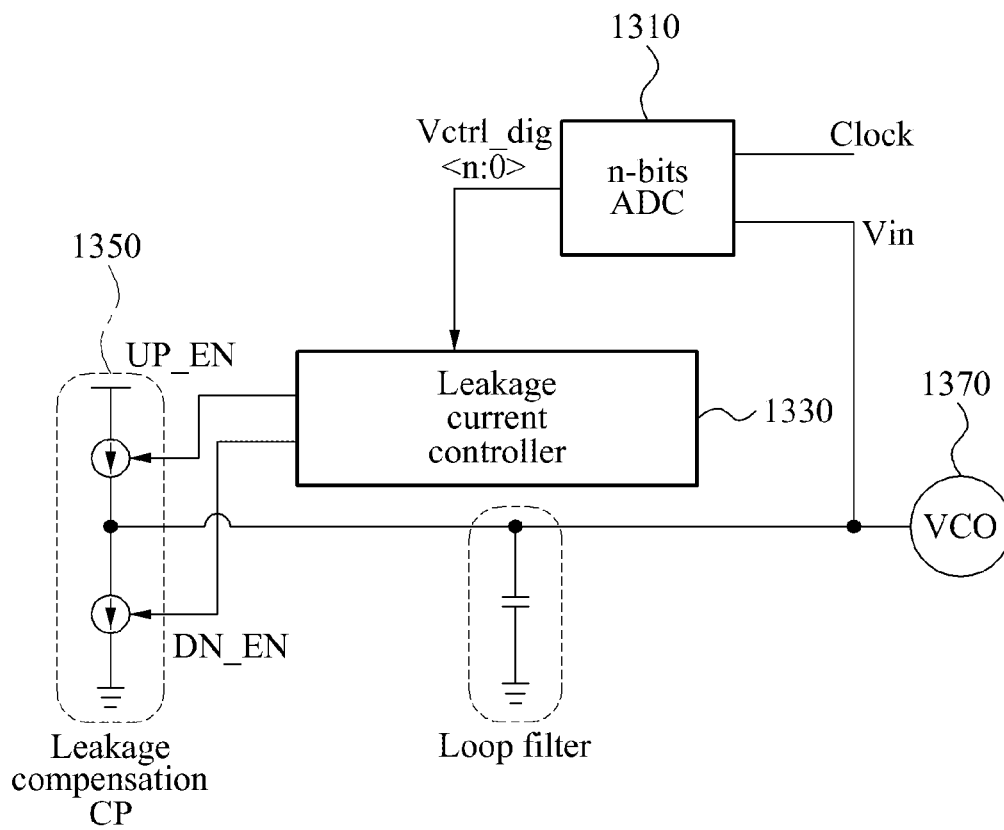 1310
Vctrl_dig
<n:0>
n-bits
ADC
Clock
Vin
1350
UP_EN
Leakage
current
controller
1330
1370
VCO
DN_EN
Leakage
compensation
CP
Loop filter